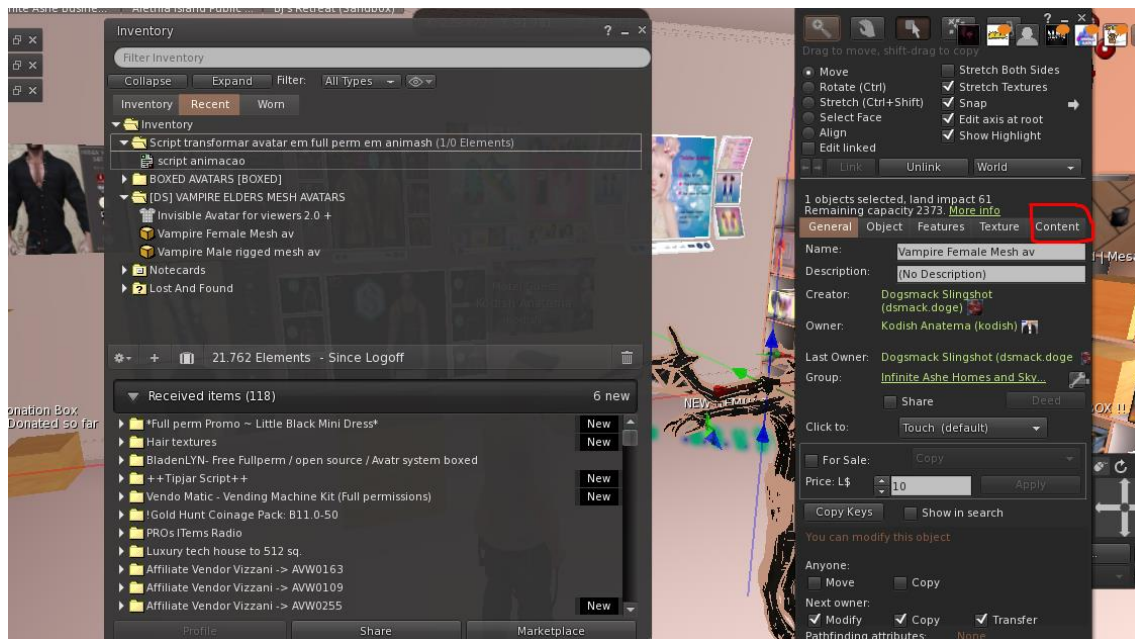 Inventory
? _ ×
Filter Inventory
Collapse Expand Filter: All Types
Inventory Recent Worn
Inventory
Script transformar avatar em full perm em animash (1/0 Elements)
script animacao
BOXED AVATARS [BOXED]
[DS] VAMPIRE ELDERS MESH AVATARS
Invisible Avatar for viewers 2.0 +
Vampire Female Mesh av
Vampire Male rigged mesh av
Notecards
Lost And Found
21.762 Elements - Since Logoff
Received items (118) 6 new
*Full perm Promo ~ Little Black Mini Dress* New
Hair textures New
BladenLYN- Free Fullperm / open source / Avatr system boxed
++Tipjar Script++ New
Vendo Matic - Vending Machine Kit (Full permissions) New
!Gold Hunt Coinage Pack: B11.0-50
PROs ITems Radio
Luxury tech house to 512 sq.
Affiliate Vendor Vizzani -> AVW0163
Affiliate Vendor Vizzani -> AVW0109
Affiliate Vendor Vizzani -> AVW0255 New
Profile Share Marketplace
onation Box
Donated so far
? _ ×
Drag to move, shift-drag to copy
Move Stretch Both Sides
Rotate (Ctrl) Stretch Textures
Stretch (Ctrl+Shift) Snap
Select Face Edit axis at root
Align Show Highlight
Edit linked
Link Unlink World
1 objects selected, land impact 61
Remaining capacity 2373. More info
General Object Features Texture Content
Name: Vampire Female Mesh av
Description: (No Description)
Creator: Dogsmack Slingshot
(dsmack.doge)
Owner: Kodish Anatema (kodish)
Last Owner: Dogsmack Slingshot (dsmack.doge
Group: Infinite Ashe Homes and Sky...
Share Deed
Click to: Touch (default)
For Sale: Copy
Price: L$ 10 Apply
Copy Keys Show in search
You can modify this object
Anyone:
Move Copy
Next owner:
Modify Copy Transfer
Pathfinding attributes: None